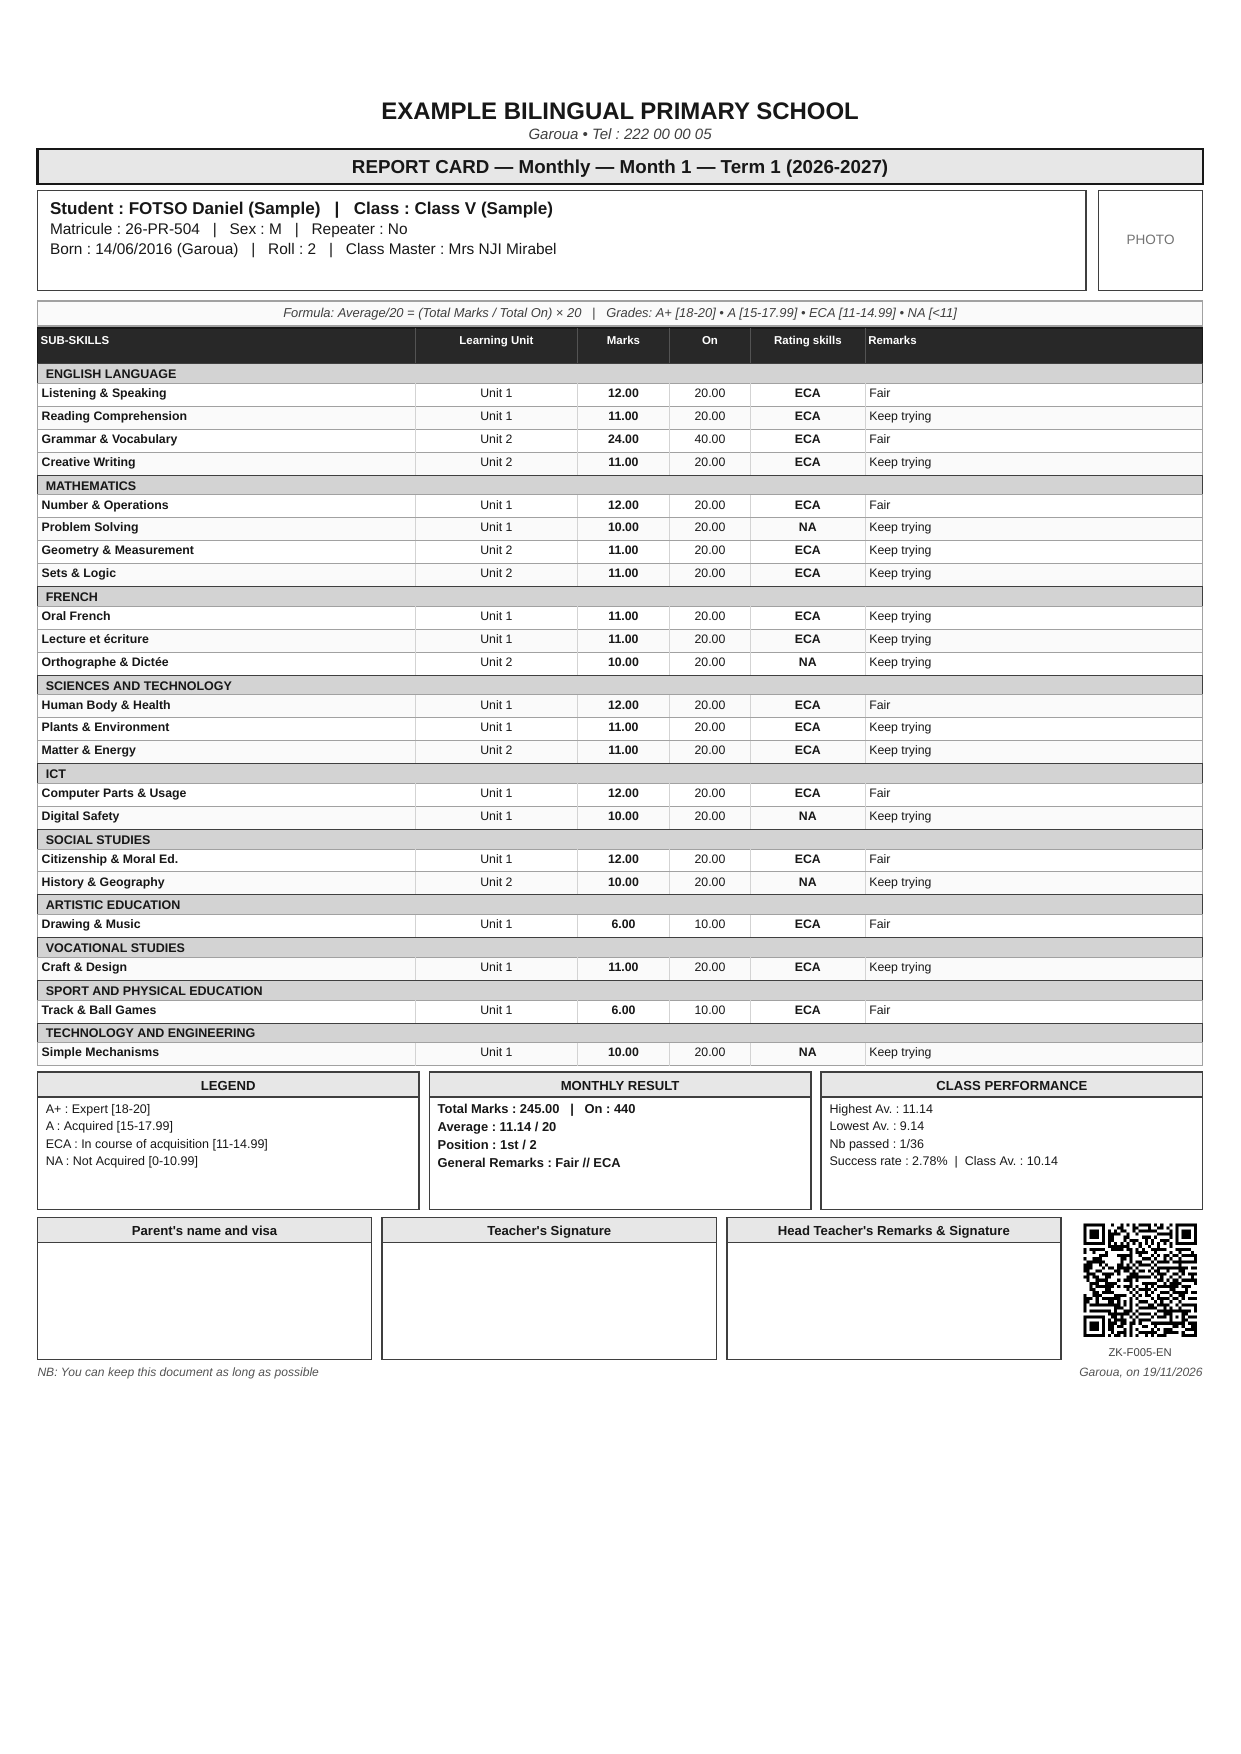 EXAMPLE BILINGUAL PRIMARY SCHOOL
Garoua • Tel : 222 00 00 05
REPORT CARD — Monthly — Month 1 — Term 1 (2026-2027)
Student : FOTSO Daniel (Sample) | Class : Class V (Sample)
Matricule : 26-PR-504 | Sex : M | Repeater : No
Born : 14/06/2016 (Garoua) | Roll : 2 | Class Master : Mrs NJI Mirabel
PHOTO
Formula: Average/20 = (Total Marks / Total On) × 20 | Grades: A+ [18-20] • A [15-17.99] • ECA [11-14.99] • NA [<11]
SUB-SKILLS Learning Unit Marks On Rating skills Remarks
ENGLISH LANGUAGE
Listening & Speaking Unit 1 12.00 20.00 ECA Fair
Reading Comprehension Unit 1 11.00 20.00 ECA Keep trying
Grammar & Vocabulary Unit 2 24.00 40.00 ECA Fair
Creative Writing Unit 2 11.00 20.00 ECA Keep trying
MATHEMATICS
Number & Operations Unit 1 12.00 20.00 ECA Fair
Problem Solving Unit 1 10.00 20.00 NA Keep trying
Geometry & Measurement Unit 2 11.00 20.00 ECA Keep trying
Sets & Logic Unit 2 11.00 20.00 ECA Keep trying
FRENCH
Oral French Unit 1 11.00 20.00 ECA Keep trying
Lecture et écriture Unit 1 11.00 20.00 ECA Keep trying
Orthographe & Dictée Unit 2 10.00 20.00 NA Keep trying
SCIENCES AND TECHNOLOGY
Human Body & Health Unit 1 12.00 20.00 ECA Fair
Plants & Environment Unit 1 11.00 20.00 ECA Keep trying
Matter & Energy Unit 2 11.00 20.00 ECA Keep trying
ICT
Computer Parts & Usage Unit 1 12.00 20.00 ECA Fair
Digital Safety Unit 1 10.00 20.00 NA Keep trying
SOCIAL STUDIES
Citizenship & Moral Ed. Unit 1 12.00 20.00 ECA Fair
History & Geography Unit 2 10.00 20.00 NA Keep trying
ARTISTIC EDUCATION
Drawing & Music Unit 1 6.00 10.00 ECA Fair
VOCATIONAL STUDIES
Craft & Design Unit 1 11.00 20.00 ECA Keep trying
SPORT AND PHYSICAL EDUCATION
Track & Ball Games Unit 1 6.00 10.00 ECA Fair
TECHNOLOGY AND ENGINEERING
Simple Mechanisms Unit 1 10.00 20.00 NA Keep trying
LEGEND
A+ : Expert [18-20]
A : Acquired [15-17.99]
ECA : In course of acquisition [11-14.99]
NA : Not Acquired [0-10.99]
MONTHLY RESULT
Total Marks : 245.00 | On : 440
Average : 11.14 / 20
Position : 1st / 2
General Remarks : Fair // ECA
CLASS PERFORMANCE
Highest Av. : 11.14
Lowest Av. : 9.14
Nb passed : 1/36
Success rate : 2.78% | Class Av. : 10.14
Parent's name and visa
Teacher's Signature
Head Teacher's Remarks & Signature
ZK-F005-EN
NB: You can keep this document as long as possible
Garoua, on 19/11/2026